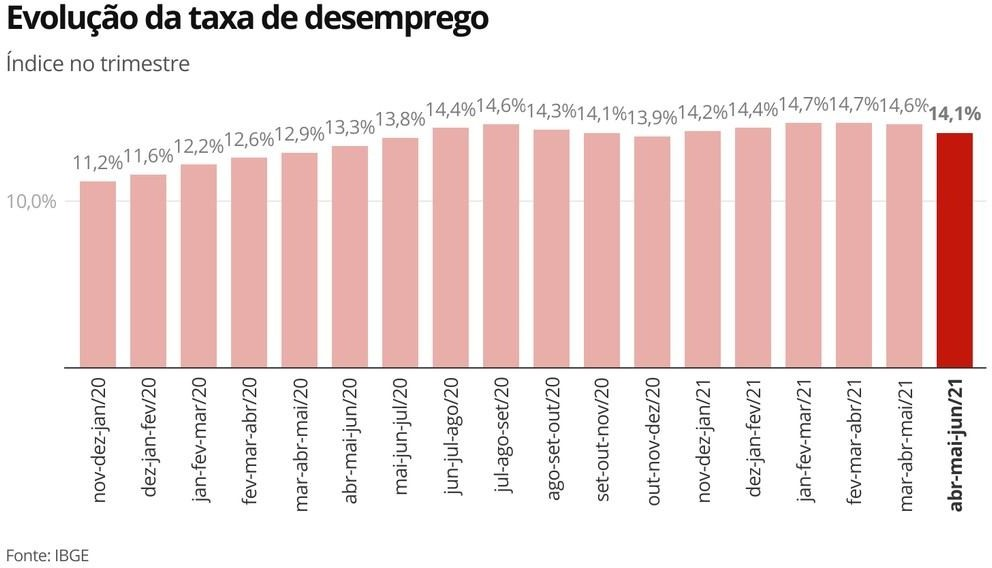 Evolução da taxa de desemprego
Índice no trimestre
11,2% 11,6% 12,2% 12,6% 12,9% 13,3% 13,8% 14,4% 14,6% 14,3% 14,1% 13,9% 14,2% 14,4% 14,7% 14,7% 14,6% 14,1%
10,0%
nov-dez-jan/20
dez-jan-fev/20
jan-fev-mar/20
fev-mar-abr/20
mar-abr-mai/20
abr-mai-jun/20
mai-jun-jul/20
jun-jul-ago/20
jul-ago-set/20
ago-set-out/20
set-out-nov/20
out-nov-dez/20
nov-dez-jan/21
dez-jan-fev/21
jan-fev-mar/21
fev-mar-abr/21
mar-abr-mai/21
abr-mai-jun/21
Fonte: IBGE